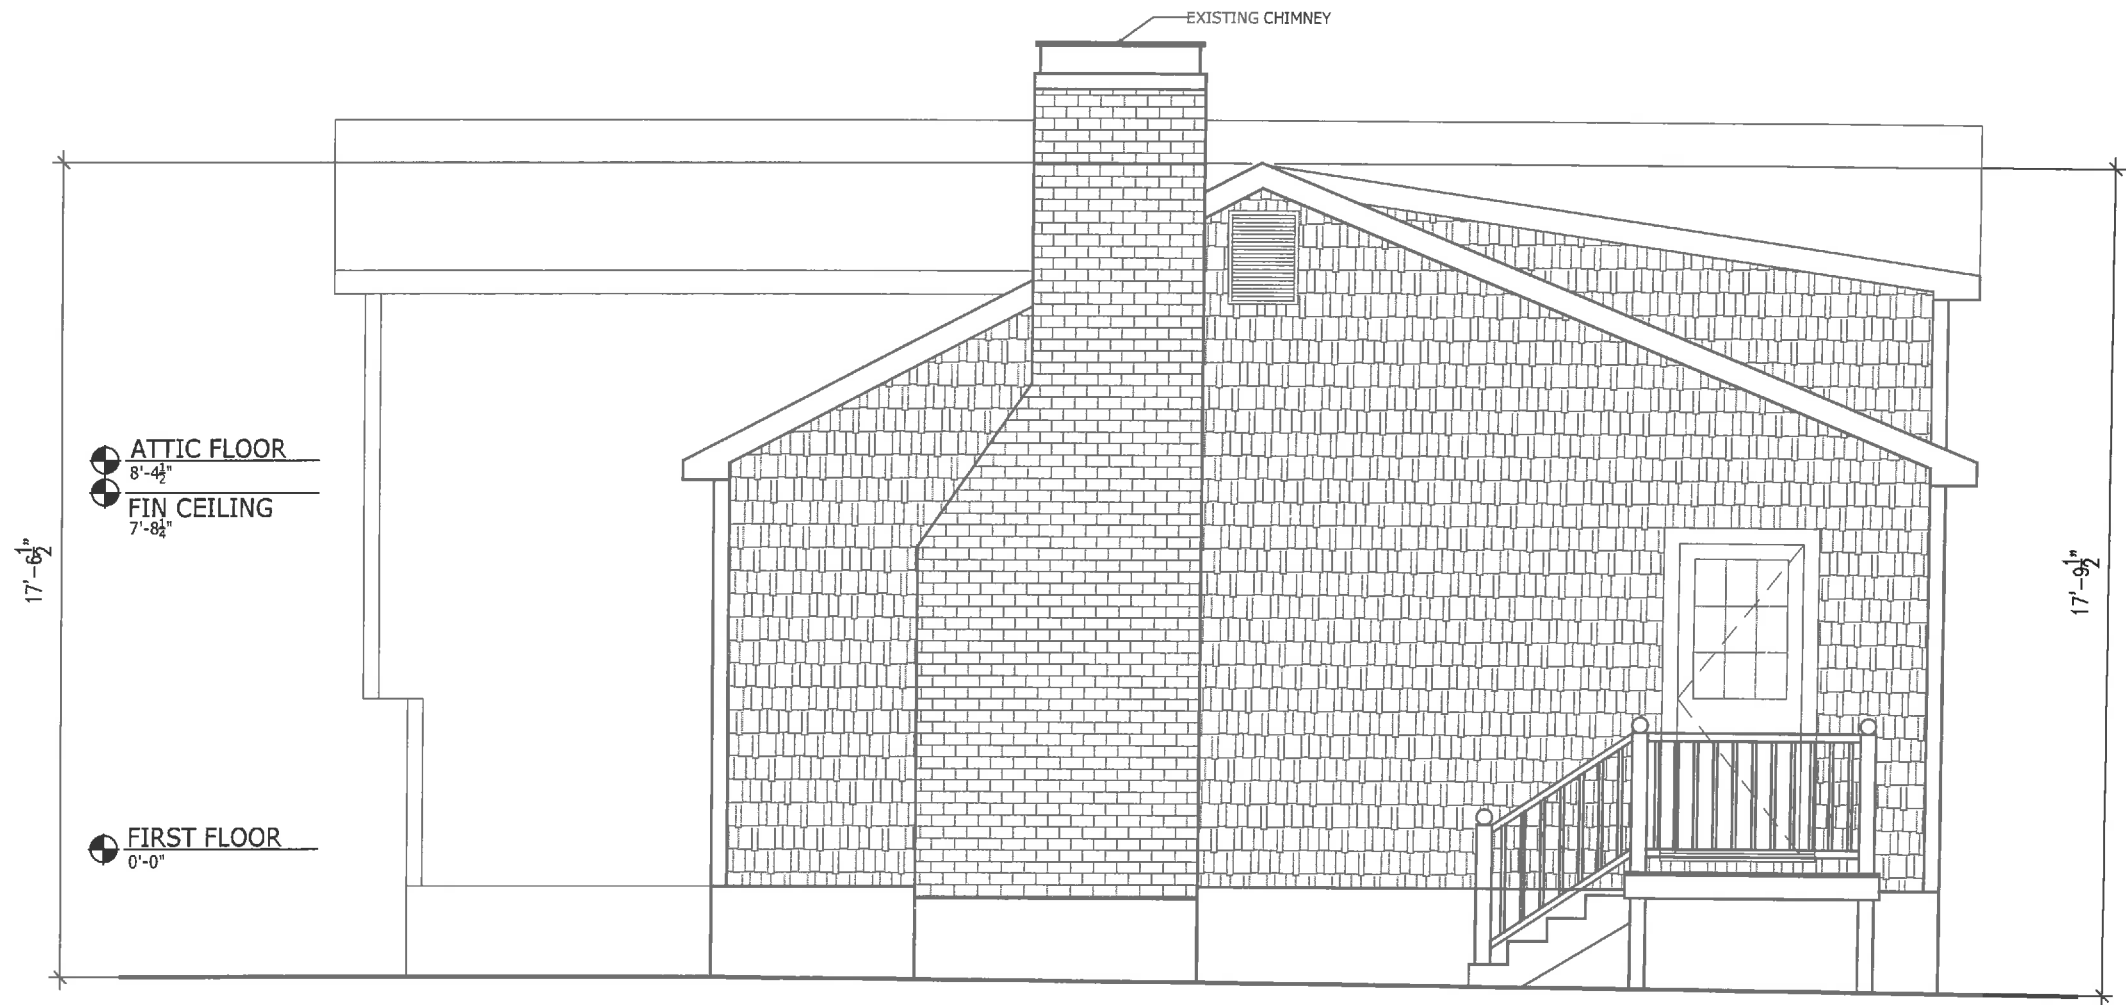 EXISTING CHIMNEY
ATTIC FLOOR
8'-4½"
FIN CEILING
7'-8¼"
17'-6½"
17'-9½"
FIRST FLOOR
0'-0"